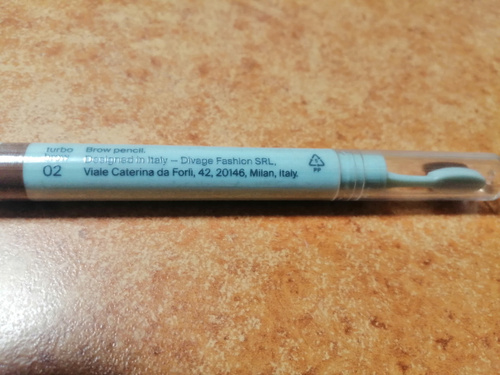 turbo
02
Brow pencil.
Designed in Italy — Divage Fashion SRL,
Viale Caterina da Forlì, 42, 20146, Milan, Italy.
PP